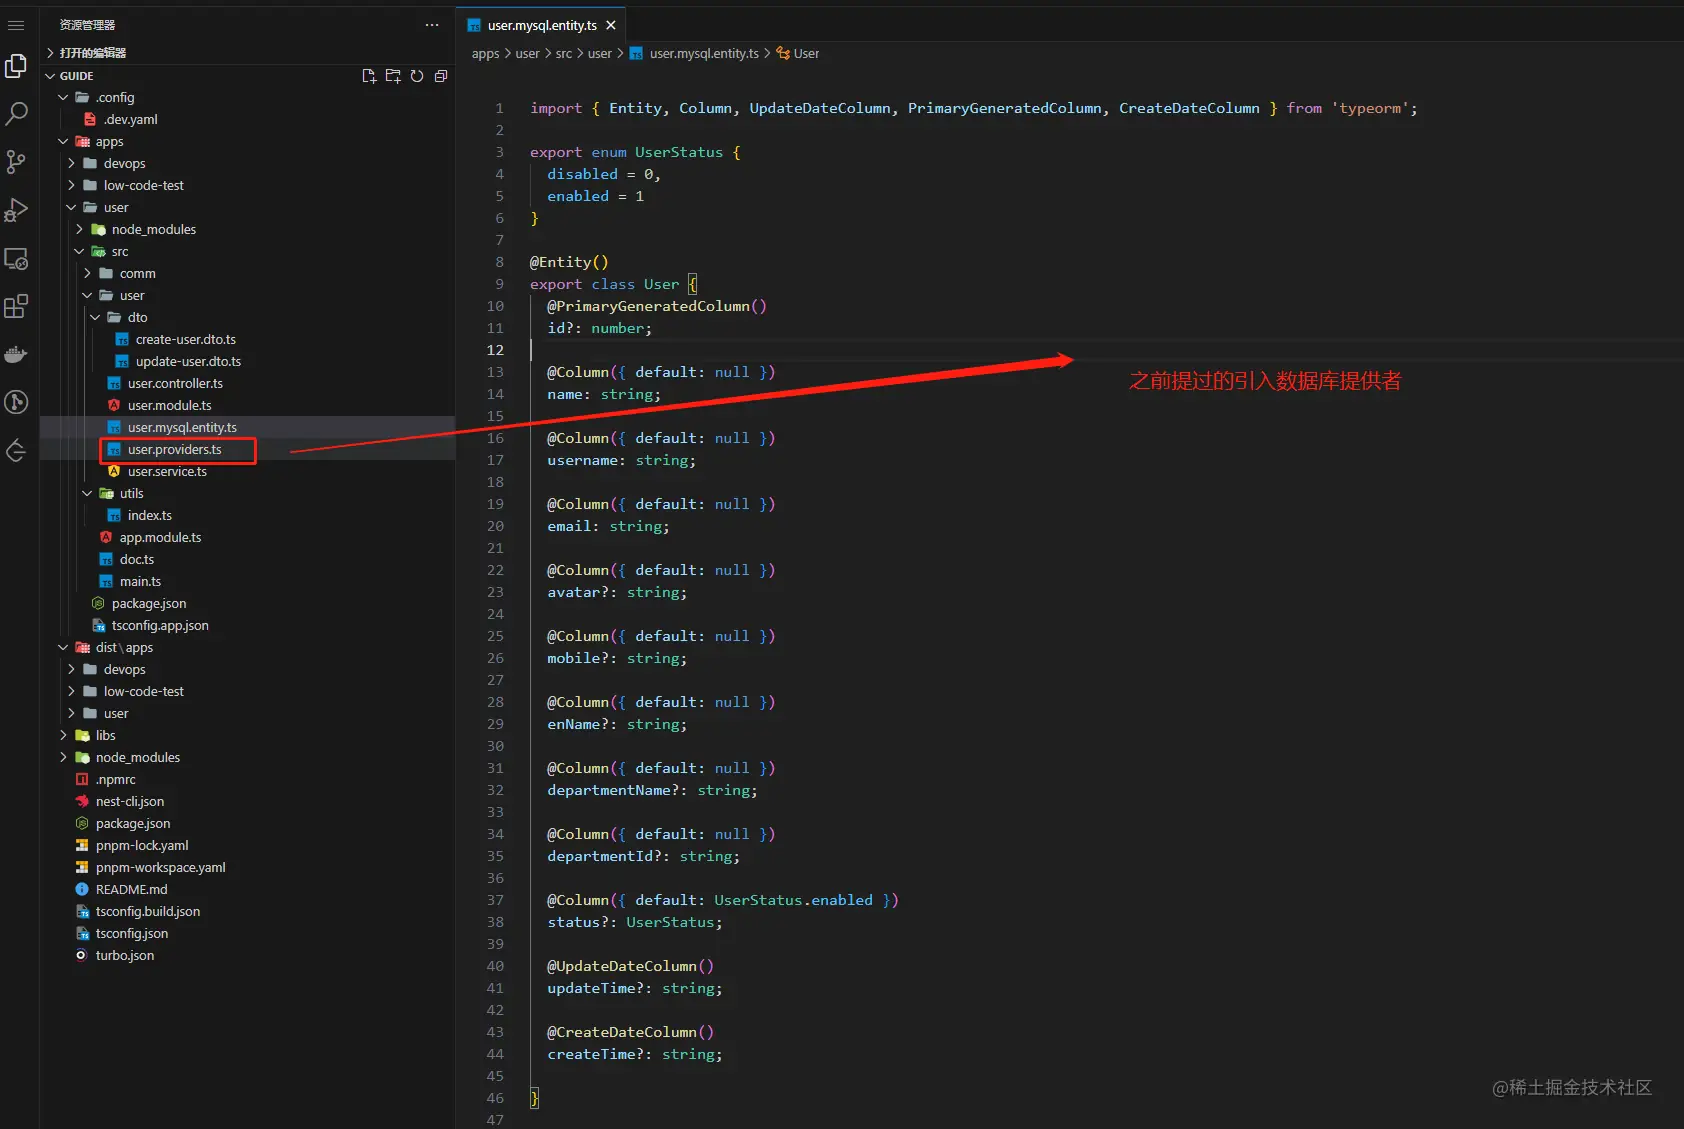 资源管理器
打开的编辑器
GUIDE
.config
.dev.yaml
apps
devops
low-code-test
user
node_modules
src
comm
user
dto
create-user.dto.ts
update-user.dto.ts
user.controller.ts
user.module.ts
user.mysql.entity.ts
user.providers.ts
user.service.ts
utils
index.ts
app.module.ts
doc.ts
main.ts
package.json
tsconfig.app.json
dist\apps
devops
low-code-test
user
libs
node_modules
.npmrc
nest-cli.json
package.json
pnpm-lock.yaml
pnpm-workspace.yaml
README.md
tsconfig.build.json
tsconfig.json
turbo.json
user.mysql.entity.ts
apps > user > src > user > user.mysql.entity.ts > User
1 import { Entity, Column, UpdateDateColumn, PrimaryGeneratedColumn, CreateDateColumn } from 'typeorm';
2
3 export enum UserStatus {
4 disabled = 0,
5 enabled = 1
6 }
7
8 @Entity()
9 export class User {
10 @PrimaryGeneratedColumn()
11 id?: number;
12
13 @Column({ default: null })
14 name: string;
15
16 @Column({ default: null })
17 username: string;
18
19 @Column({ default: null })
20 email: string;
21
22 @Column({ default: null })
23 avatar?: string;
24
25 @Column({ default: null })
26 mobile?: string;
27
28 @Column({ default: null })
29 enName?: string;
30
31 @Column({ default: null })
32 departmentName?: string;
33
34 @Column({ default: null })
35 departmentId?: string;
36
37 @Column({ default: UserStatus.enabled })
38 status?: UserStatus;
39
40 @UpdateDateColumn()
41 updateTime?: string;
42
43 @CreateDateColumn()
44 createTime?: string;
45
46 }
47
之前提过的引入数据库提供者
@稀土掘金技术社区